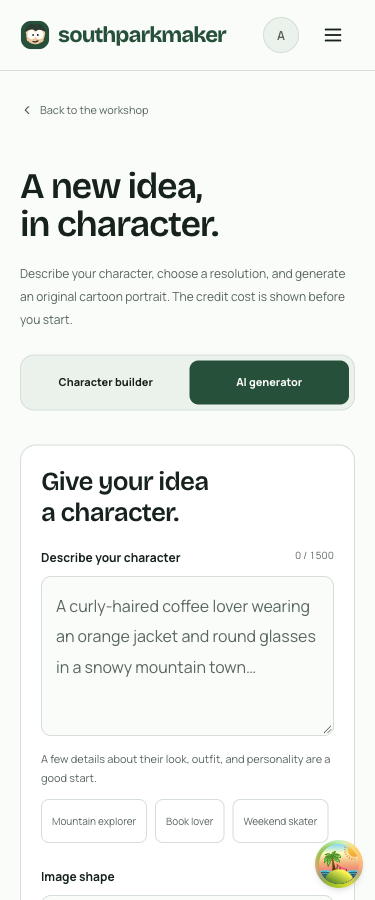 southparkmaker
A
Back to the workshop
A new idea,
in character.
Describe your character, choose a resolution, and generate
an original cartoon portrait. The credit cost is shown before
you start.
Character builder
AI generator
Give your idea
a character.
Describe your character
0 / 1500
A curly-haired coffee lover wearing
an orange jacket and round glasses
in a snowy mountain town…
A few details about their look, outfit, and personality are a
good start.
Mountain explorer
Book lover
Weekend skater
Image shape